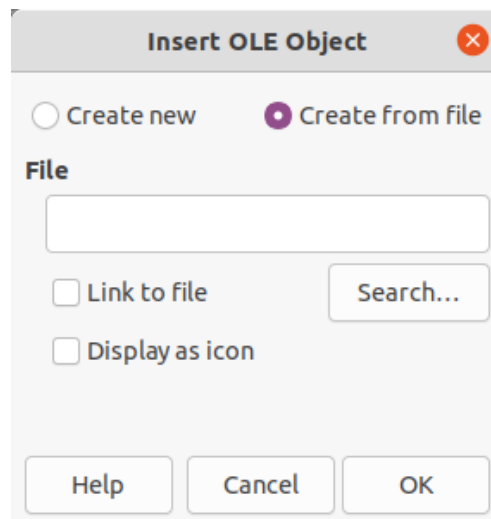 Insert OLE Object
Create new Create from file
File
Link to file Search...
Display as icon
Help Cancel OK